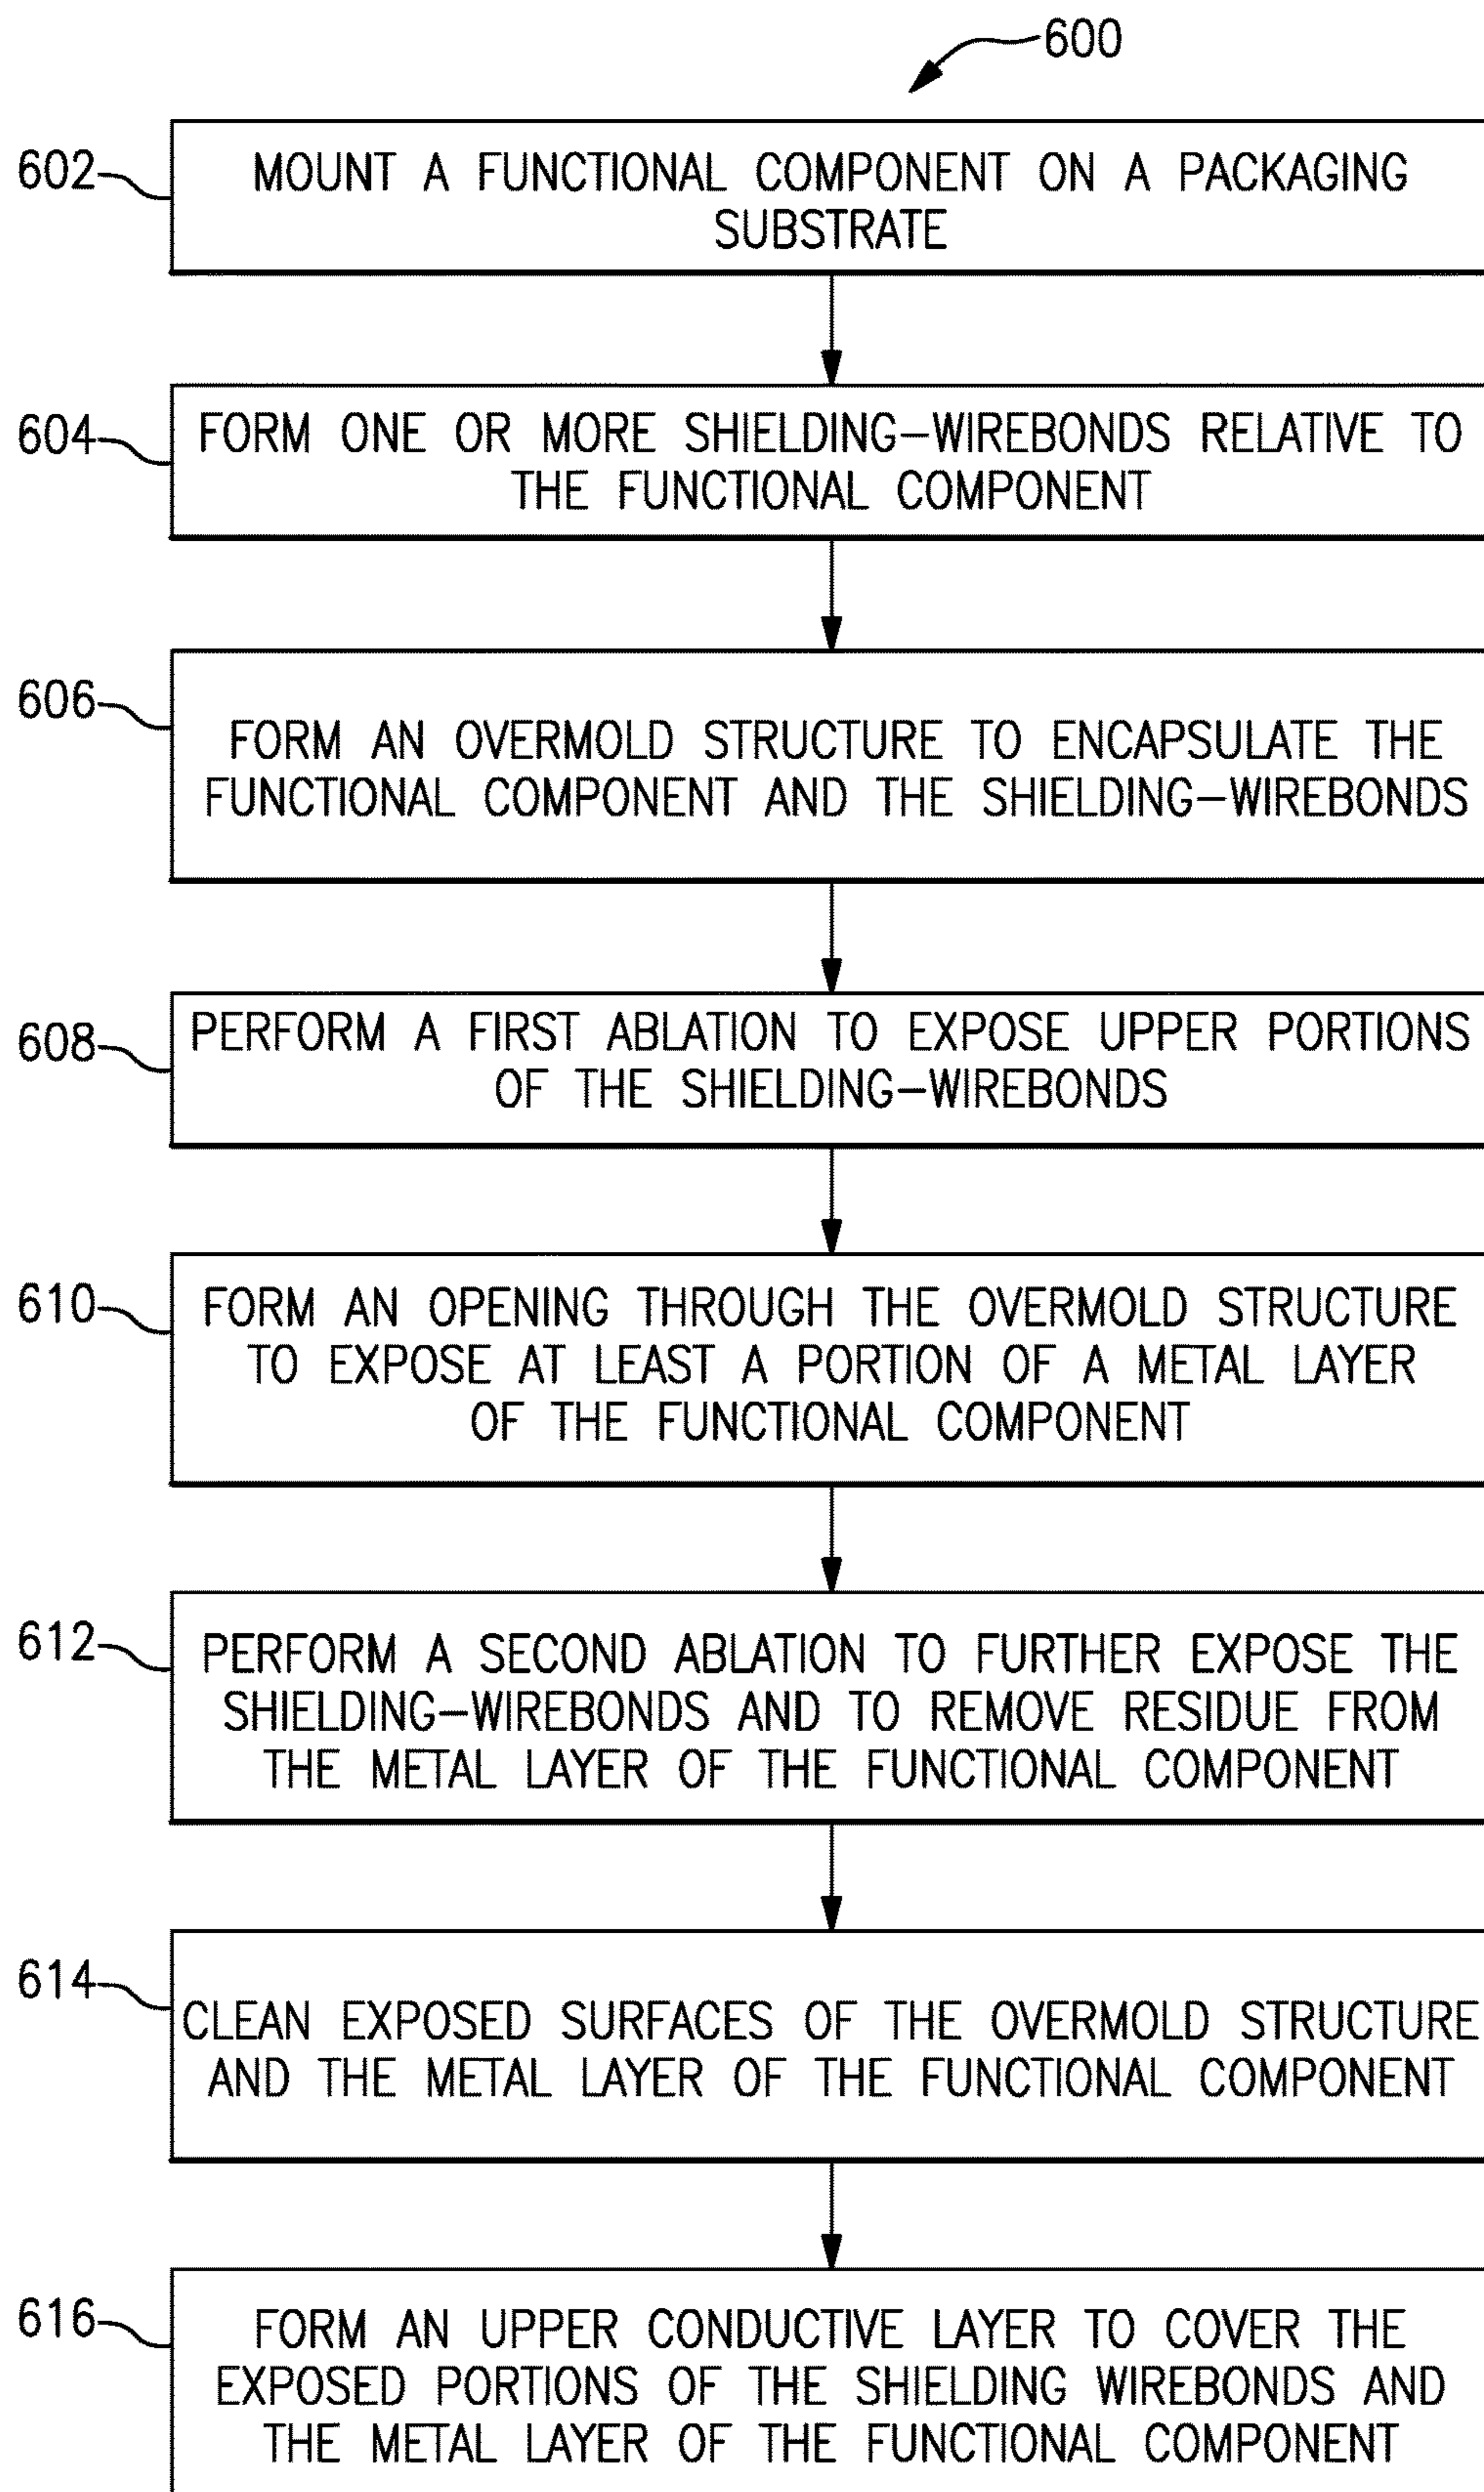 600
602
MOUNT A FUNCTIONAL COMPONENT ON A PACKAGING
SUBSTRATE
604
FORM ONE OR MORE SHIELDING-WIREBONDS RELATIVE TO
THE FUNCTIONAL COMPONENT
606
FORM AN OVERMOLD STRUCTURE TO ENCAPSULATE THE
FUNCTIONAL COMPONENT AND THE SHIELDING-WIREBONDS
608
PERFORM A FIRST ABLATION TO EXPOSE UPPER PORTIONS
OF THE SHIELDING-WIREBONDS
610
FORM AN OPENING THROUGH THE OVERMOLD STRUCTURE
TO EXPOSE AT LEAST A PORTION OF A METAL LAYER
OF THE FUNCTIONAL COMPONENT
612
PERFORM A SECOND ABLATION TO FURTHER EXPOSE THE
SHIELDING-WIREBONDS AND TO REMOVE RESIDUE FROM
THE METAL LAYER OF THE FUNCTIONAL COMPONENT
614
CLEAN EXPOSED SURFACES OF THE OVERMOLD STRUCTURE
AND THE METAL LAYER OF THE FUNCTIONAL COMPONENT
616
FORM AN UPPER CONDUCTIVE LAYER TO COVER THE
EXPOSED PORTIONS OF THE SHIELDING WIREBONDS AND
THE METAL LAYER OF THE FUNCTIONAL COMPONENT